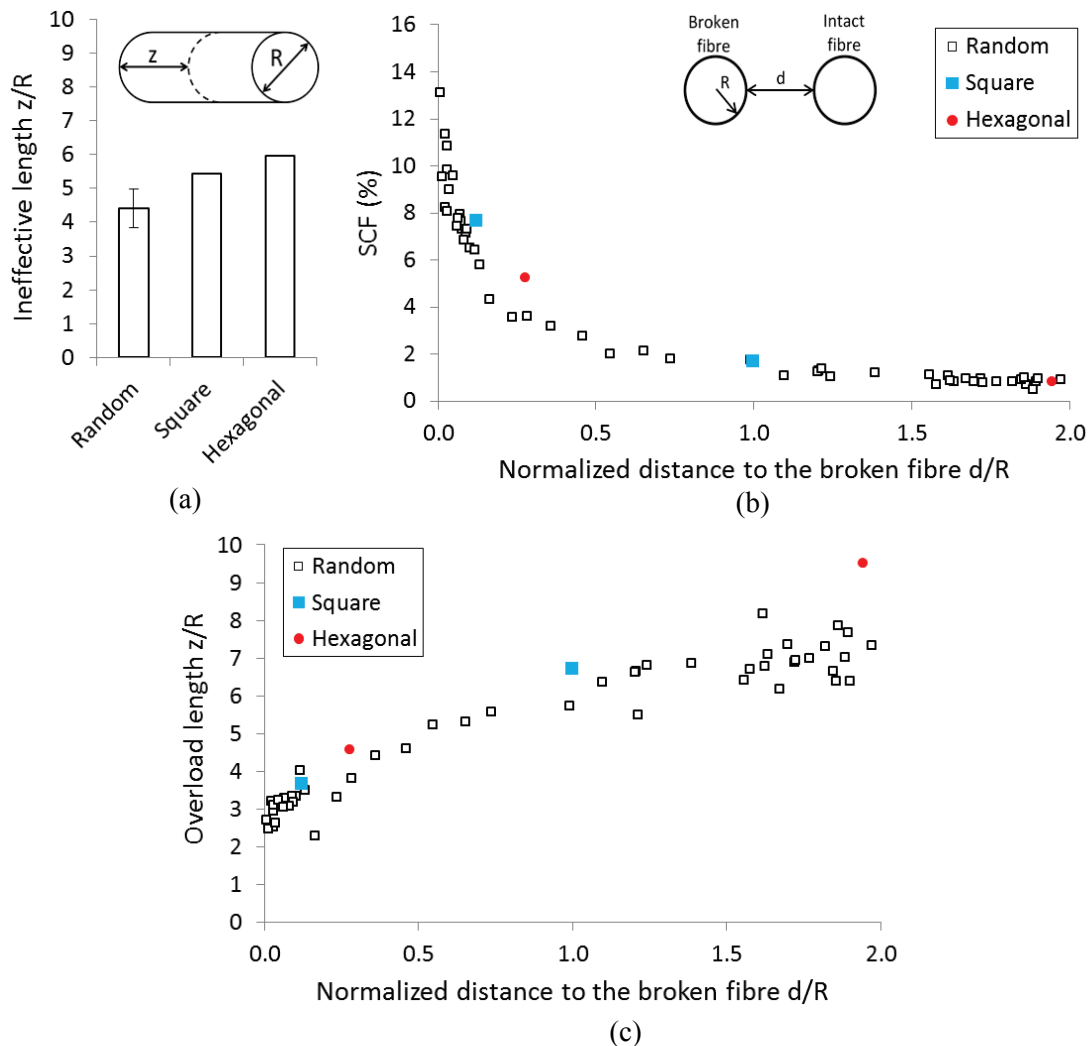 10
9
8
7
6
5
4
3
2
1
0
Ineffective length z/R
z
R
Random
Square
Hexagonal
(a)
16
14
12
10
8
6
4
2
0
SCF (%)
Broken fibre
Intact fibre
R
d
Random
Square
Hexagonal
0.0 0.5 1.0 1.5 2.0
Normalized distance to the broken fibre d/R
(b)
10
9
8
7
6
5
4
3
2
1
0
Overload length z/R
Random
Square
Hexagonal
0.0 0.5 1.0 1.5 2.0
Normalized distance to the broken fibre d/R
(c)